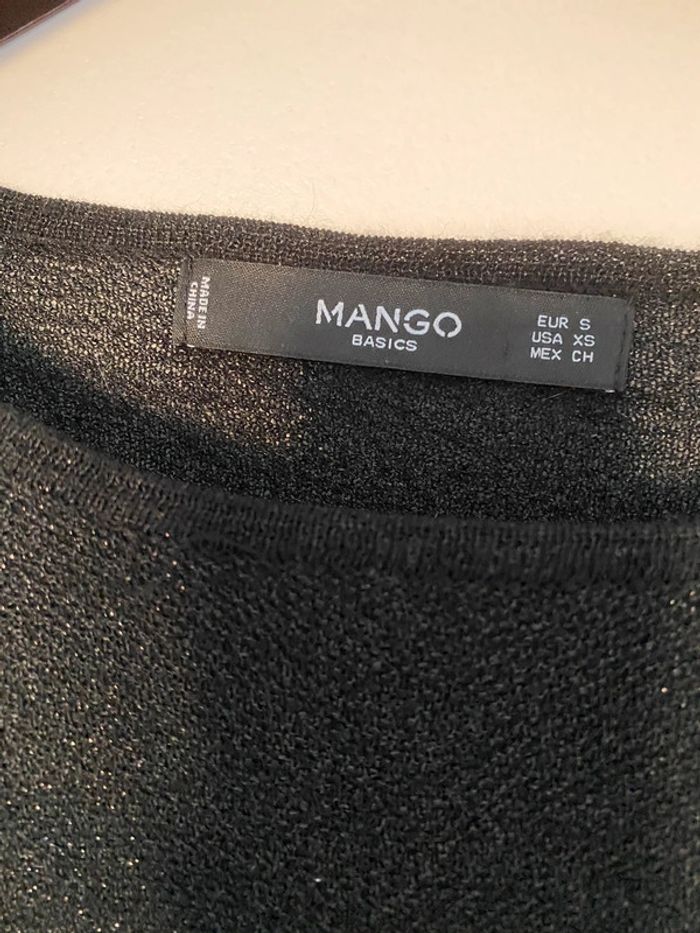 MADE IN
CHINA
MANGO
BASICS
EUR S
USA XS
MEX CH